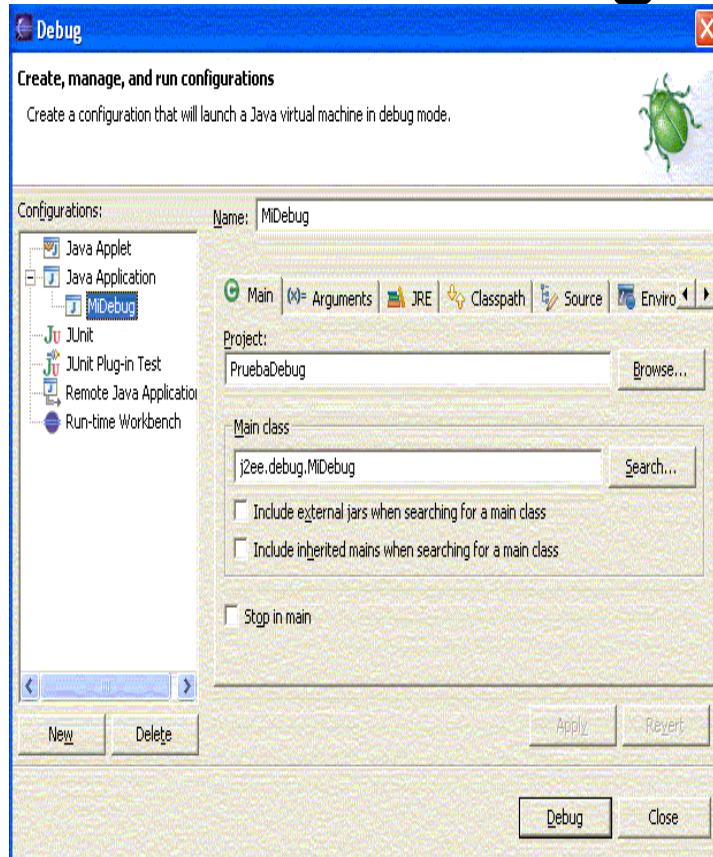 Debug
Create, manage, and run configurations
Create a configuration that will launch a Java virtual machine in debug mode.
Configurations:
Java Applet
Java Application
MiDebug
JUnit
JUnit Plug-in Test
Remote Java Applicatior
Run-time Workbench
New
Delete
Name:
MiDebug
Main
(x)= Arguments
JRE
Classpath
Source
Enviro
Project:
PruebaDebug
Browse...
Main class
j2ee.debug.MiDebug
Search...
Include external jars when searching for a main class
Include inherited mains when searching for a main class
Stop in main
Apply
Revert
Debug
Close